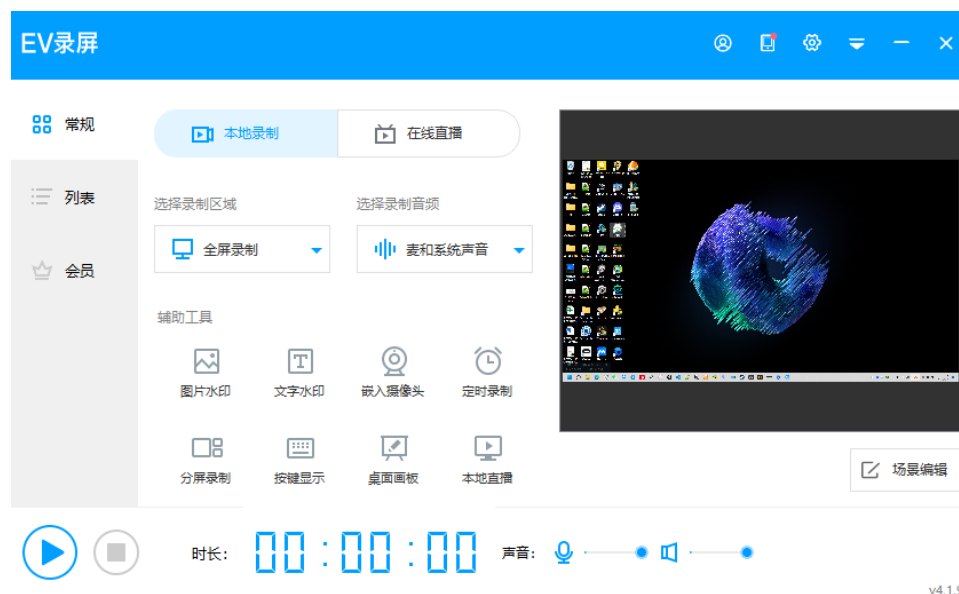 EV录屏
常规
本地录制
在线直播
列表
选择录制区域
选择录制音频
全屏录制
麦和系统声音
会员
辅助工具
图片水印
文字水印
嵌入摄像头
定时录制
分屏录制
按键显示
桌面画板
本地直播
场景编辑
时长:
00:00:00
声音:
v4.1.9